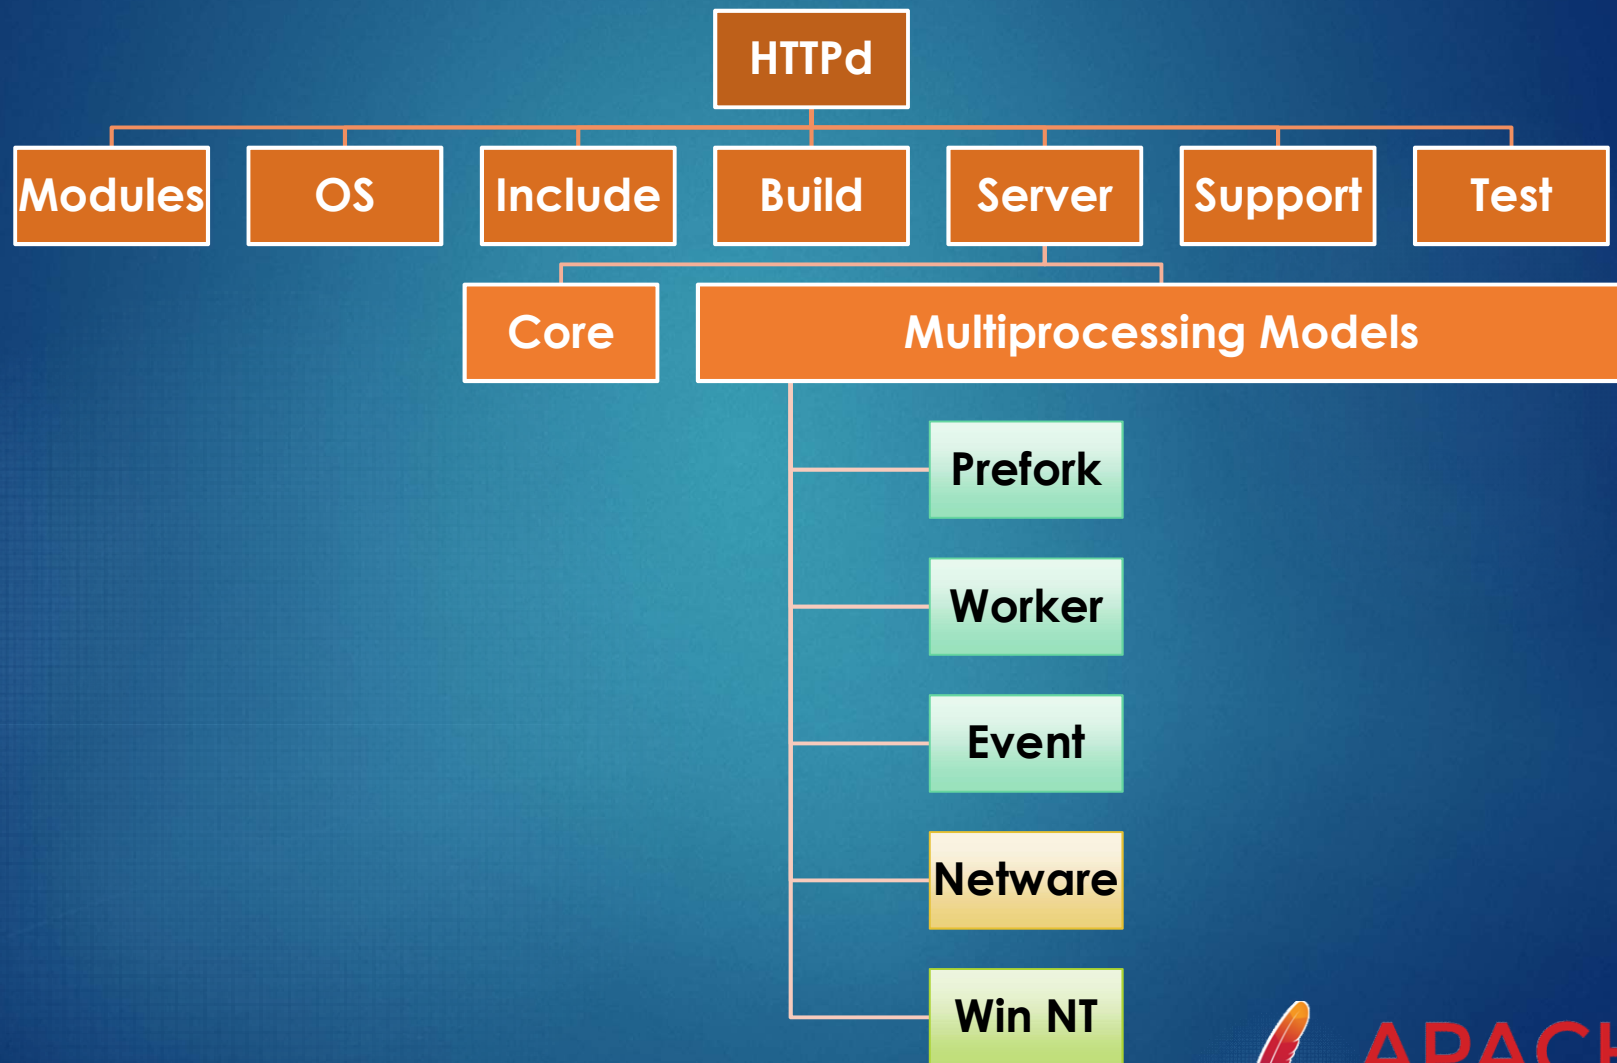 HTTPd
Modules OS Include Build Server Support Test
Core Multiprocessing Models
Prefork
Worker
Event
Netware
Win NT